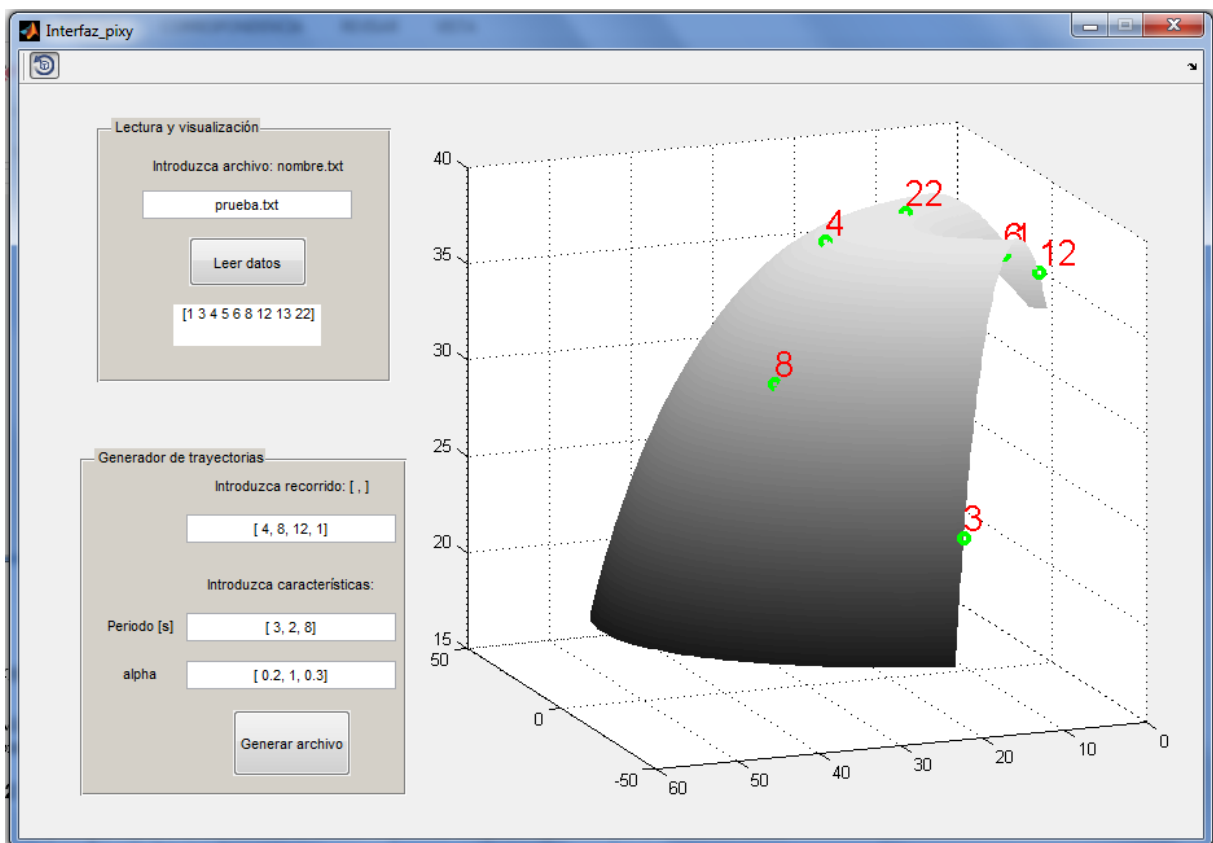 Interfaz_pixy
Lectura y visualización
Introduzca archivo: nombre.txt
prueba.txt
Leer datos
[1 3 4 5 6 8 12 13 22]
Generador de trayectorias
Introduzca recorrido: [ , ]
[ 4, 8, 12, 1]
Introduzca características:
Periodo [s]
[ 3, 2, 8]
alpha
[ 0.2, 1, 0.3]
Generar archivo
40
35
30
25
20
15
50
0
-50
60
50
40
30
20
10
0
22
4
12
8
3